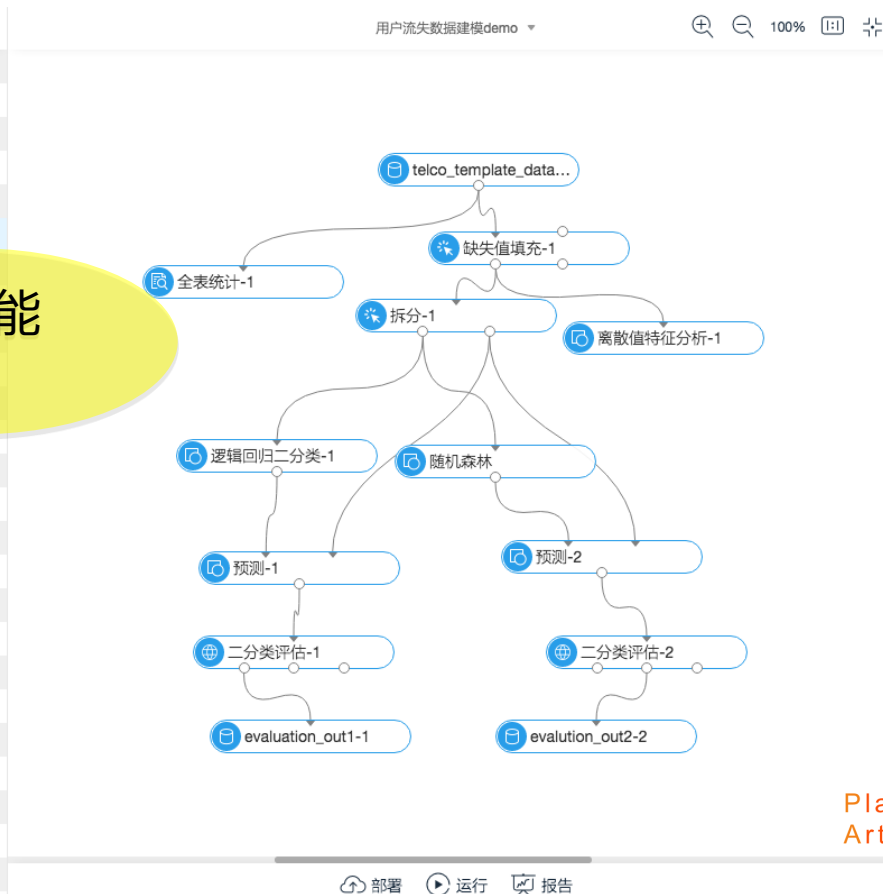 用户流失数据建模demo
100%
telco_template_data...
缺失值填充-1
全表统计-1
能
拆分-1
离散值特征分析-1
逻辑回归二分类-1
随机森林
预测-1
预测-2
二分类评估-1
二分类评估-2
evaluation_out1-1
evalution_out2-2
Pla
Art
部署
运行
报告